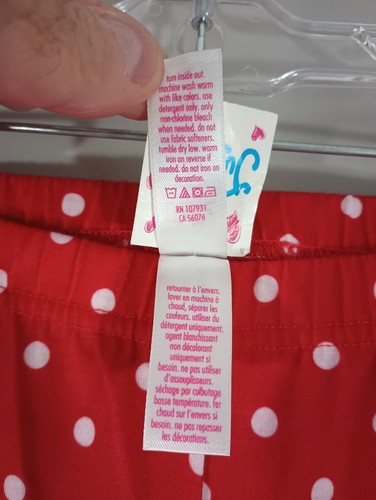 turn inside out.
machine wash warm
with like colors. use
detergent only. only
non-chlorine bleach
when needed. do not
use fabric softeners.
tumble dry low. warm
iron on reverse if
needed. do not iron on
decoration.
RN 107931
CA 56076
retourner à l'envers.
laver en machine à
chaud, séparer les
couleurs. utiliser du
détergent uniquement.
agent blanchissant
non décolorant
uniquement si
besoin. ne pas utiliser
d'assouplisseurs.
séchage par culbutage
basse température. fer
chaud sur l'envers si
besoin. ne pas repasser
les décorations.